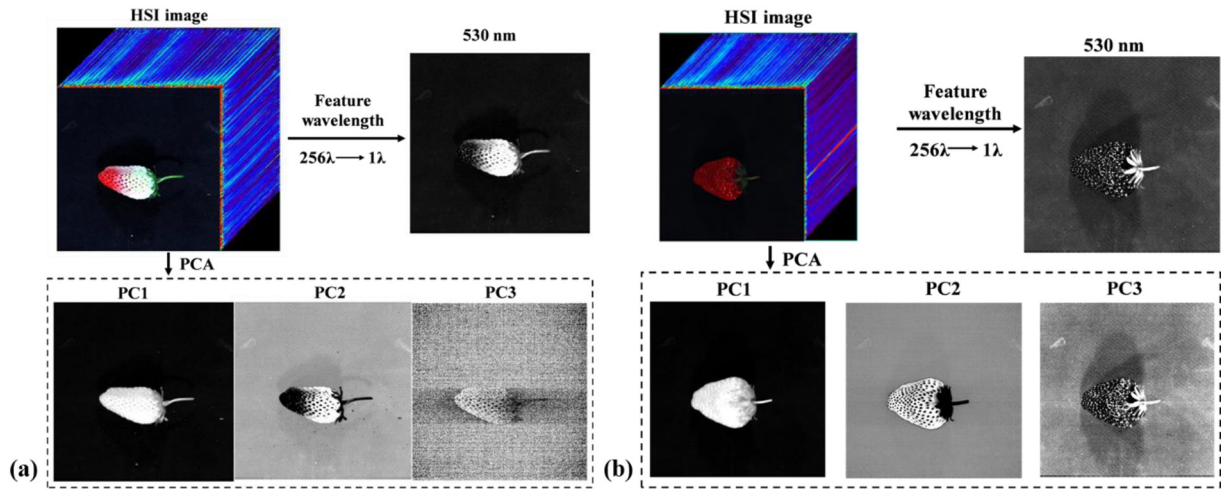 HSI image
530 nm
Feature
wavelength
256λ→1λ
PCA
PC1 PC2 PC3
(a)
HSI image
530 nm
Feature
wavelength
256λ→1λ
PCA
PC1 PC2 PC3
(b)